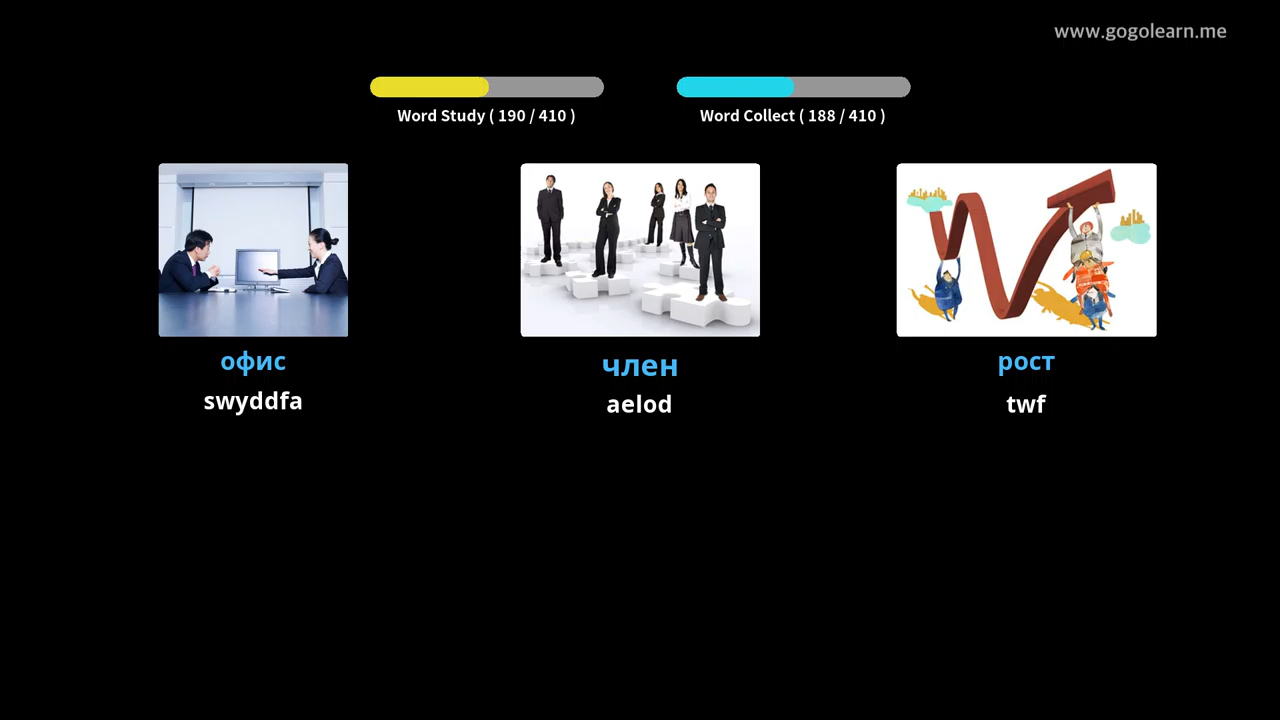 www.gogolearn.me
Word Study ( 190 / 410 )
Word Collect ( 188 / 410 )
офис
член
рост
swyddfa
aelod
twf